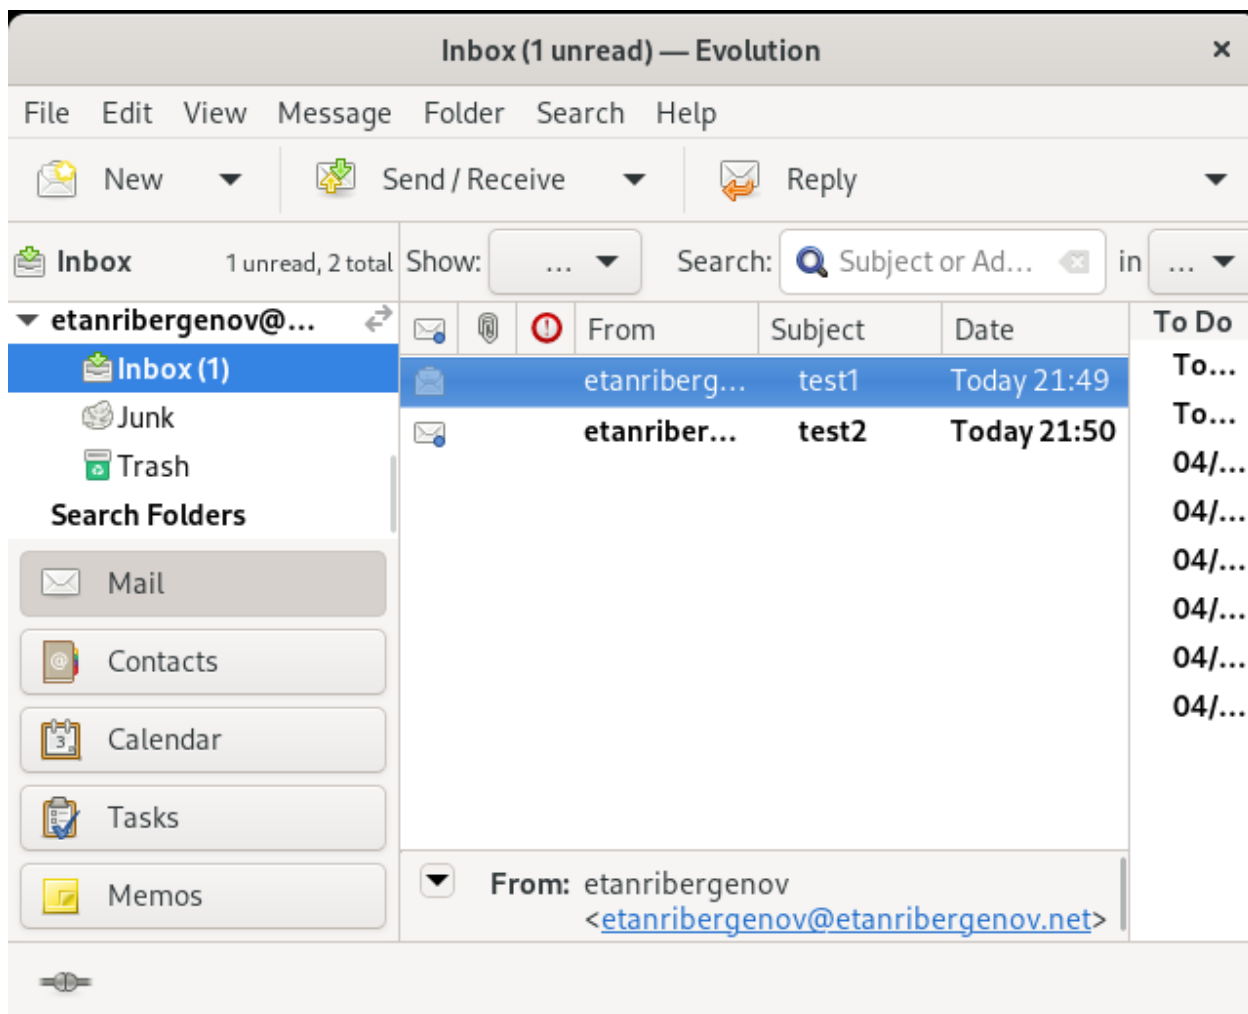 Inbox (1 unread) — Evolution
File Edit View Message Folder Search Help
New Send / Receive Reply
Inbox 1 unread, 2 total Show: ... Search: Subject or Ad... in ...
etanribergenov@...
Inbox (1)
Junk
Trash
Search Folders
Mail
Contacts
Calendar
Tasks
Memos
From Subject Date
etanriberg... test1 Today 21:49
etanriber... test2 Today 21:50
From: etanribergenov
<etanribergenov@etanribergenov.net>
To Do
To...
To...
04/...
04/...
04/...
04/...
04/...
04/...